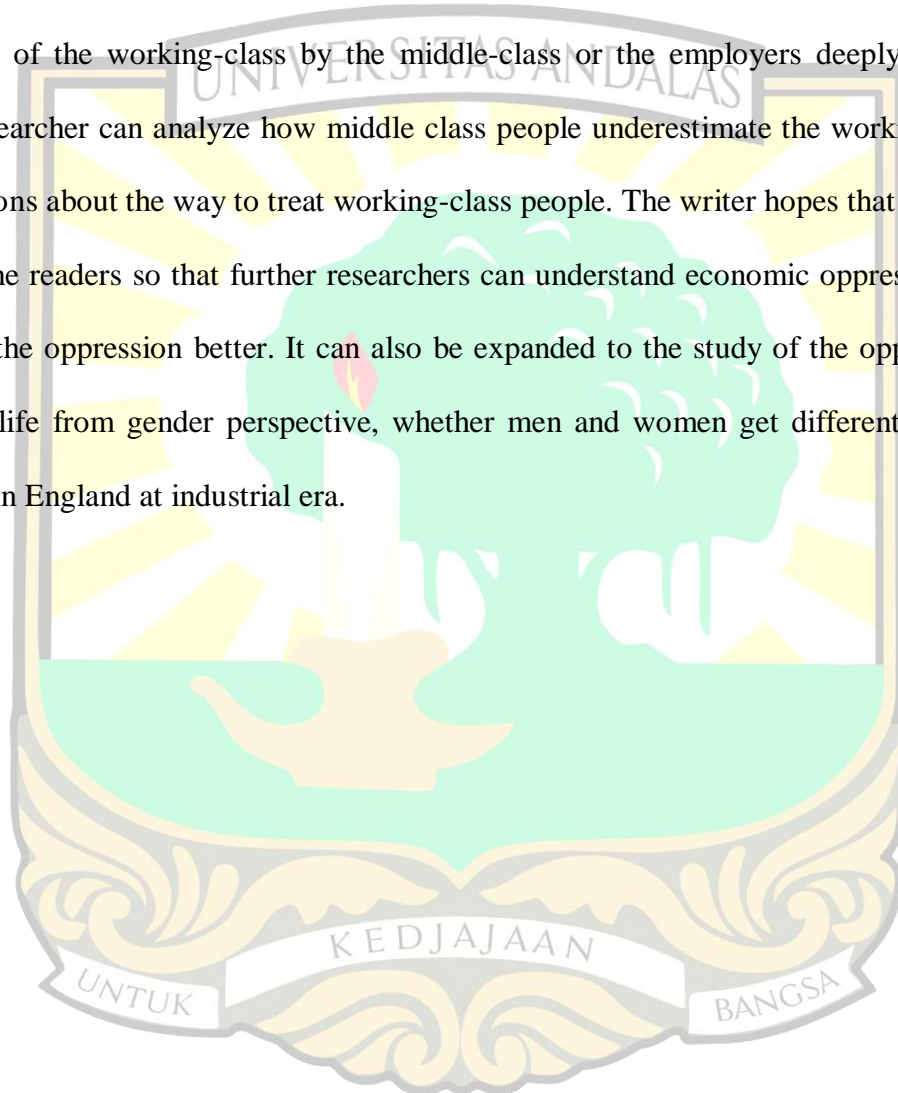 of the working-class by the middle-class or the employers deeply
UNIVERSITAS ANDALAS
earcher can analyze how middle class people underestimate the worki
ons about the way to treat working-class people. The writer hopes that
ne readers so that further researchers can understand economic oppres
the oppression better. It can also be expanded to the study of the opp
life from gender perspective, whether men and women get different
in England at industrial era.
UNTUK KEDJAJAAN BANGSA